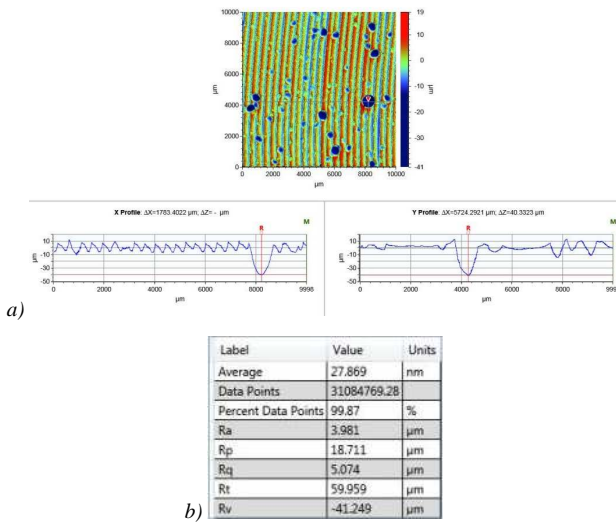 10000
8000
6000
4000
2000
0
µm
0 2000 4000 6000 8000 10000
µm
19
10
0
-10
-20
-30
-41
µm
X Profile: ΔX=1783.4022 µm; ΔZ= - µm
Y Profile: ΔX=5724.2921 µm; ΔZ=40.3323 µm
R
M
R
M
10
-10
-30
-50
0 2000 4000 6000 8000 9998
µm
10
-10
-30
-50
0 2000 4000 6000 8000
µm
a)
Label Value Units
Average 27.869 nm
Data Points 31084769.28
Percent Data Points 99.87 %
Ra 3.981 µm
Rp 18.711 µm
Rq 5.074 µm
Rt 59.959 µm
Rv -41.249 µm
b)